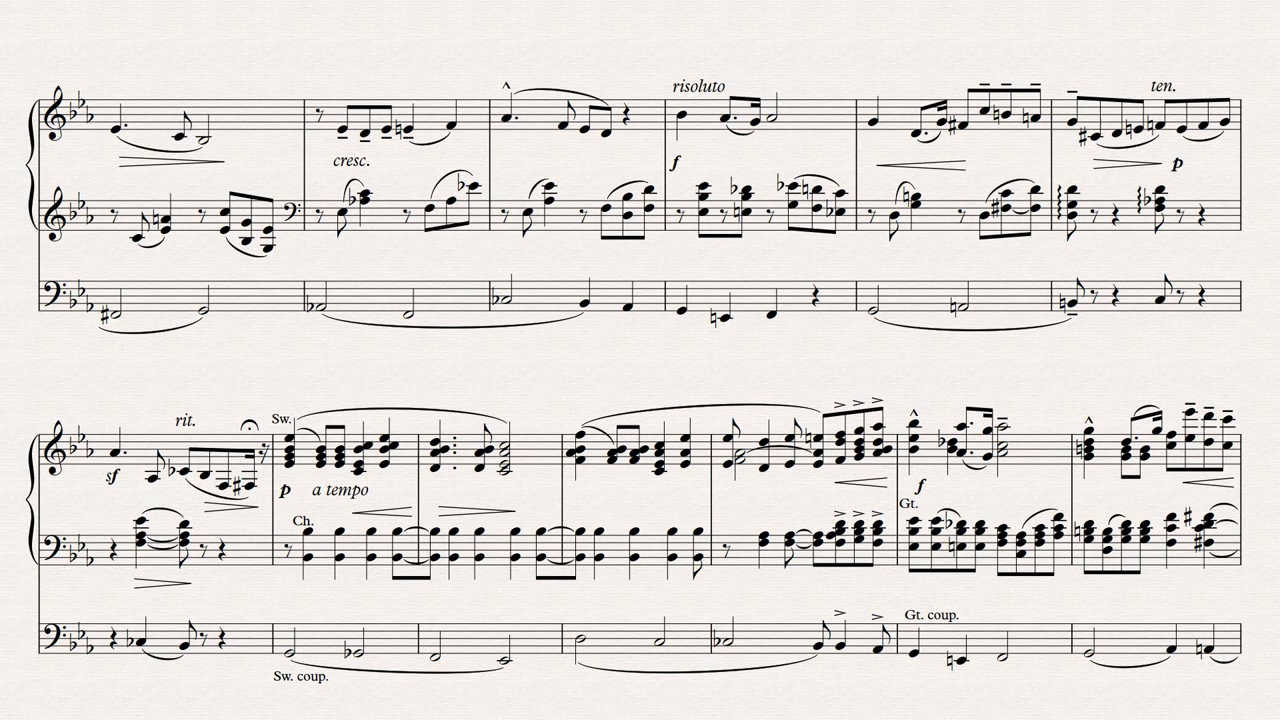 risoluto
ten.
cresc.
f
p
rit.
Sw.
sf
p a tempo
f
Gt.
Ch.
Gt. coup.
Sw. coup.